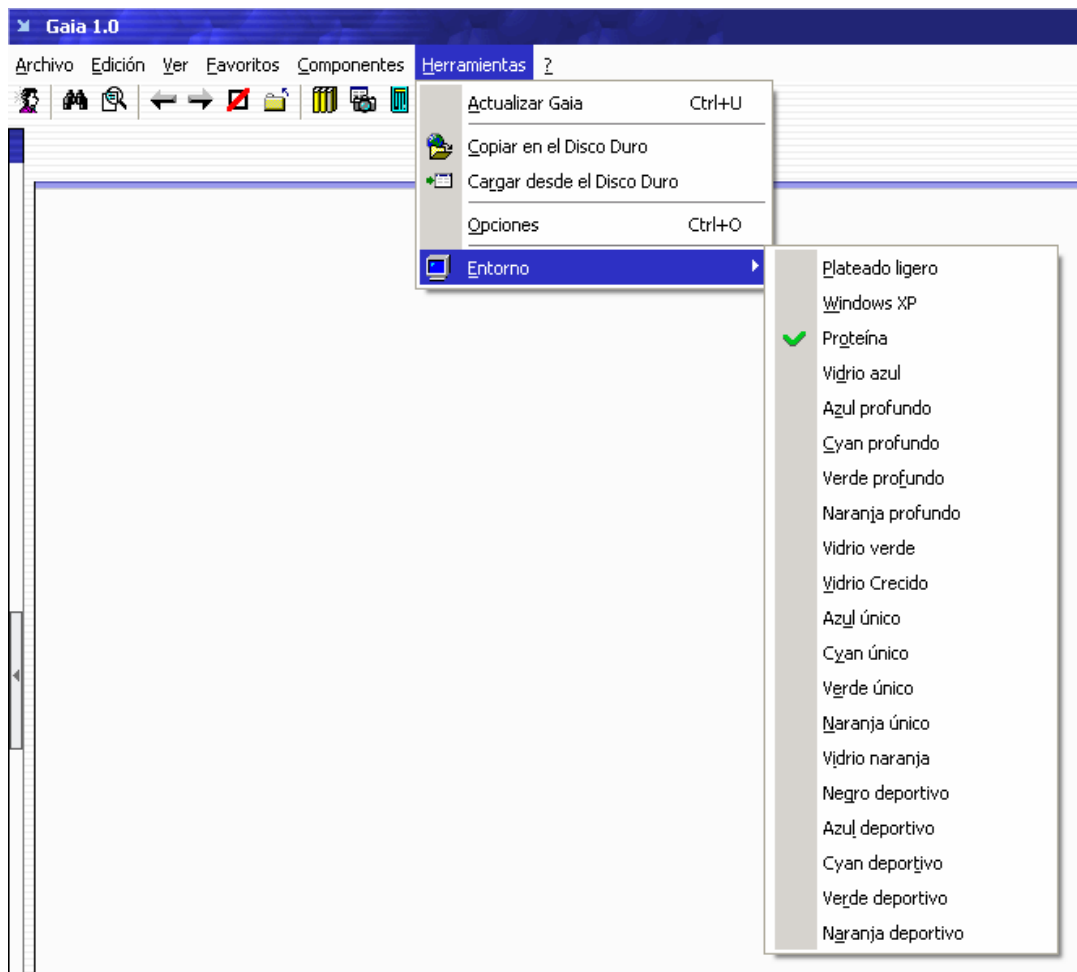 Gaia 1.0
Archivo Edición Ver Favoritos Componentes Herramientas ?
Actualizar Gaia Ctrl+U
Copiar en el Disco Duro
Cargar desde el Disco Duro
Opciones Ctrl+O
Entorno
Plateado ligero
Windows XP
Proteína
Vidrio azul
Azul profundo
Cyan profundo
Verde profundo
Naranja profundo
Vidrio verde
Vidrio Crecido
Azul único
Cyan único
Verde único
Naranja único
Vidrio naranja
Negro deportivo
Azul deportivo
Cyan deportivo
Verde deportivo
Naranja deportivo